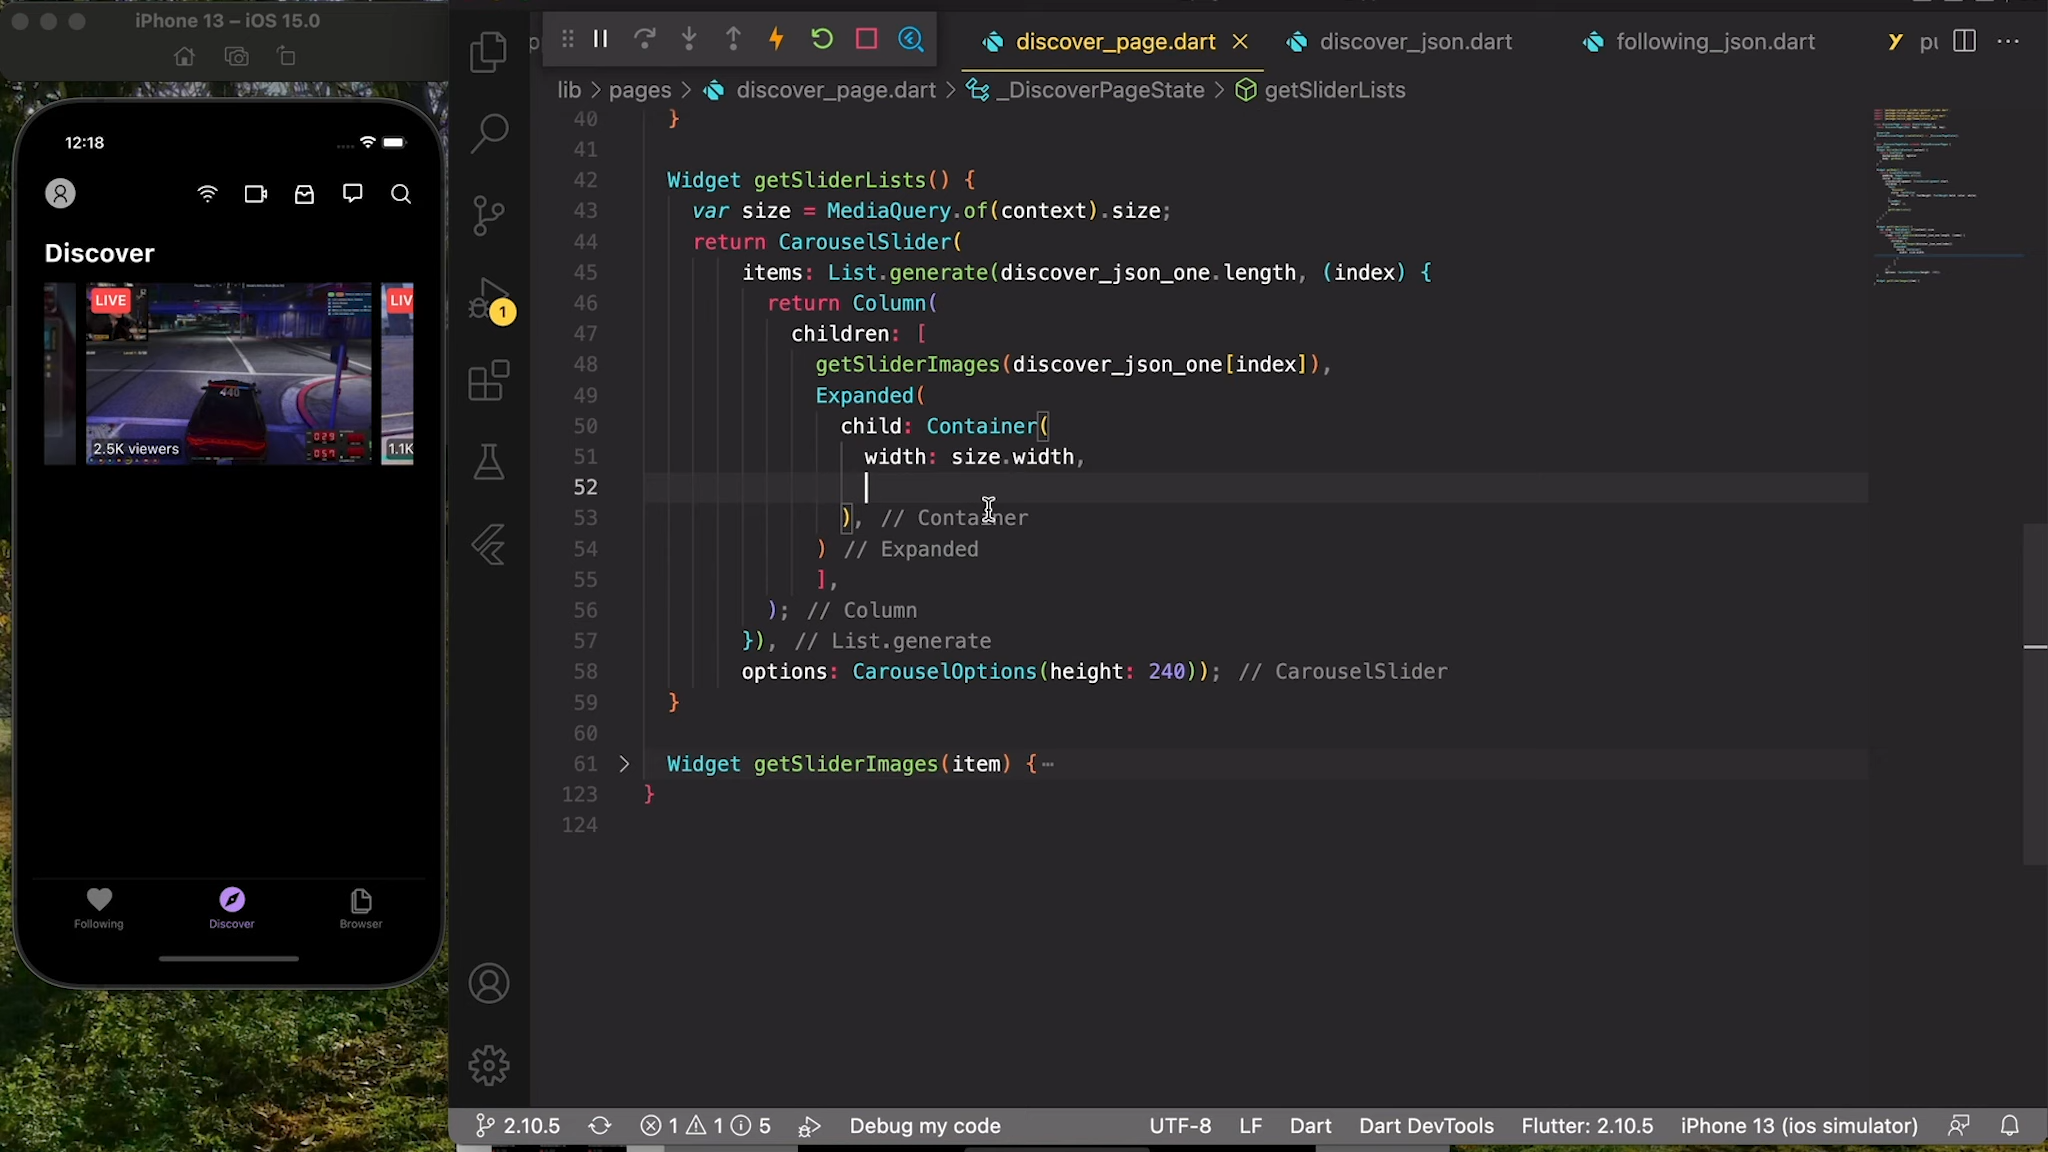 iPhone 13 – iOS 15.0
12:18
Discover
LIVE
LIV
2.5K viewers
1.1K
Following
Discover
Browser
discover_page.dart
discover_json.dart
following_json.dart
lib > pages > discover_page.dart > _DiscoverPageState > getSliderLists
40 }
41
42 Widget getSliderLists() {
43 var size = MediaQuery.of(context).size;
44 return CarouselSlider(
45 items: List.generate(discover_json_one.length, (index) {
46 return Column(
47 children: [
48 getSliderImages(discover_json_one[index]),
49 Expanded(
50 child: Container(
51 width: size.width,
52
53 ), // Container
54 ) // Expanded
55 ],
56 ); // Column
57 }), // List.generate
58 options: CarouselOptions(height: 240)); // CarouselSlider
59 }
60
61 Widget getSliderImages(item) {
123 }
124
1
2.10.5
1 1 5
Debug my code
UTF-8
LF
Dart
Dart DevTools
Flutter: 2.10.5
iPhone 13 (ios simulator)